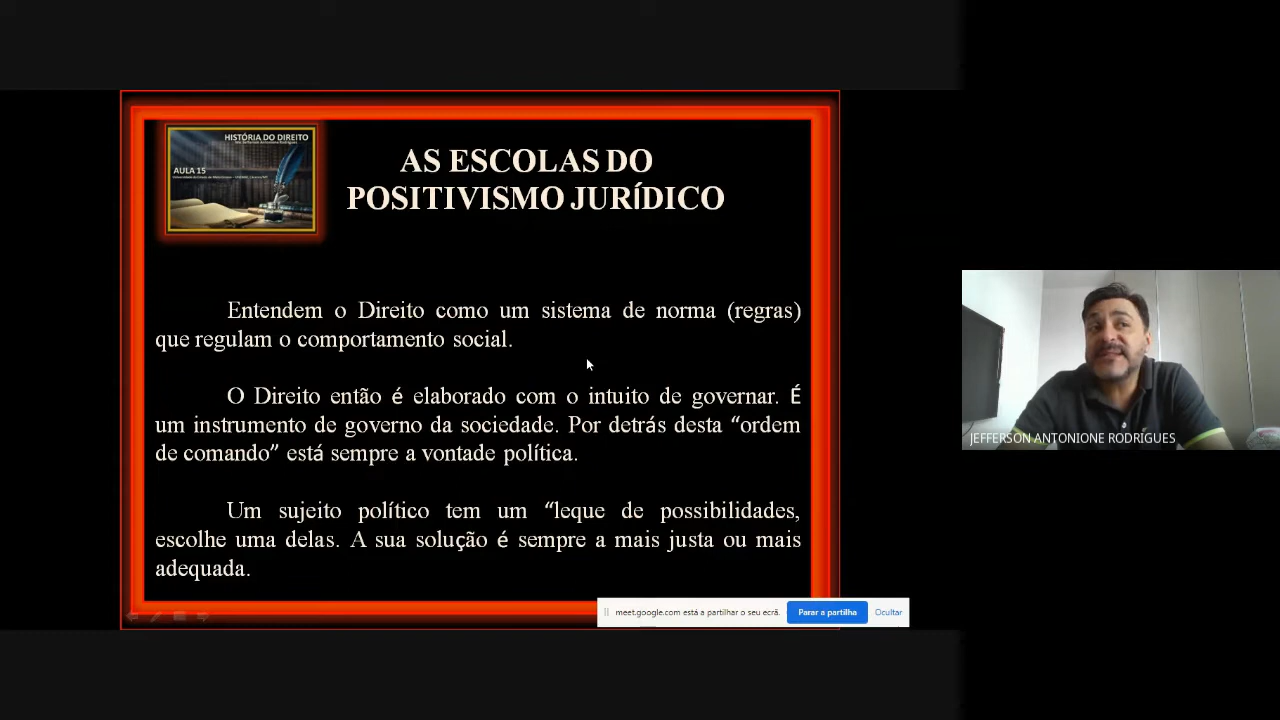 HISTÓRIA DO DIREITO
AULA 15
AS ESCOLAS DO
POSITIVISMO JURÍDICO
Entendem o Direito como um sistema de norma (regras)
que regulam o comportamento social.
O Direito então é elaborado com o intuito de governar. É
um instrumento de governo da sociedade. Por detrás desta “ordem
de comando” está sempre a vontade política.
Um sujeito político tem um “leque de possibilidades,
escolhe uma delas. A sua solução é sempre a mais justa ou mais
adequada.
meet.google.com está a partilhar o seu ecrã.
Parar a partilha
Ocultar
JEFFERSON ANTONIONE RODRIGUES